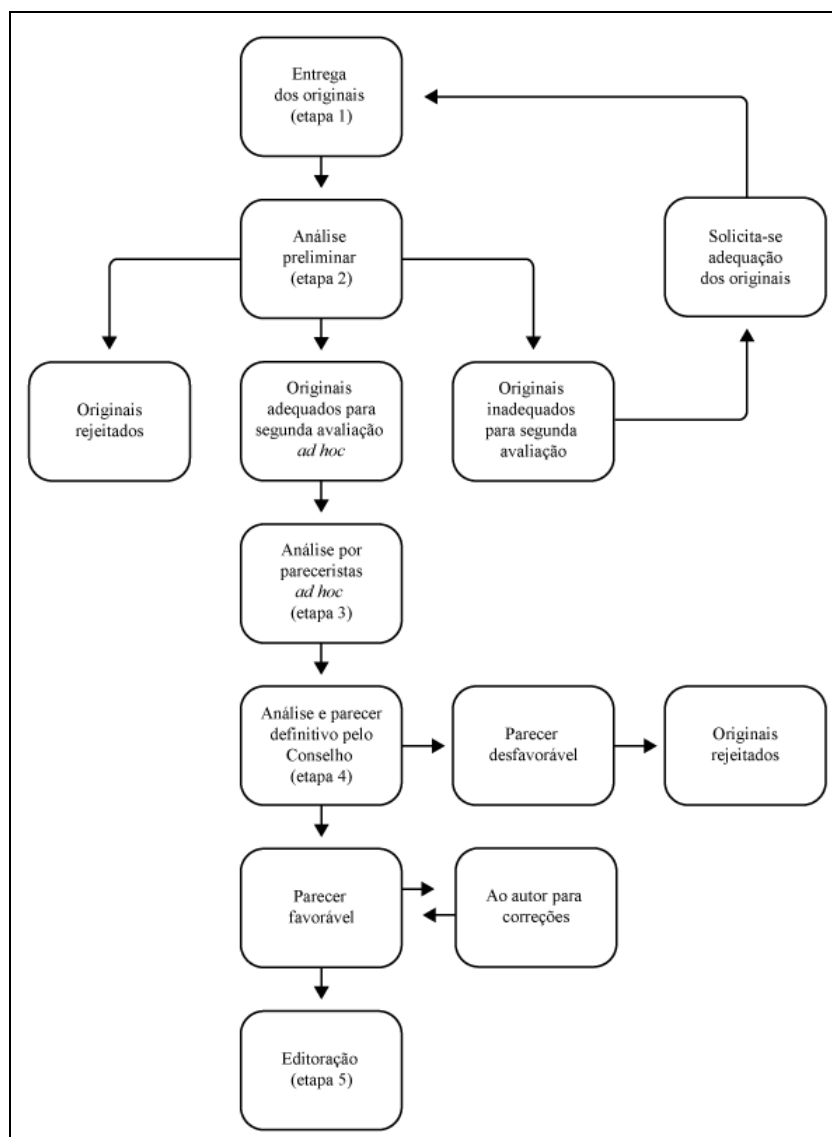 Entrega
dos originais
(etapa 1)
Análise
preliminar
(etapa 2)
Solicita-se
adequação
dos originais
Originais
rejeitados
Originais
adequados para
segunda avaliação
ad hoc
Originais
inadequados
para segunda
avaliação
Análise por
pareceristas
ad hoc
(etapa 3)
Análise e parecer
definitivo pelo
Conselho
(etapa 4)
Parecer
desfavorável
Originais
rejeitados
Parecer
favorável
Ao autor para
correções
Editoração
(etapa 5)